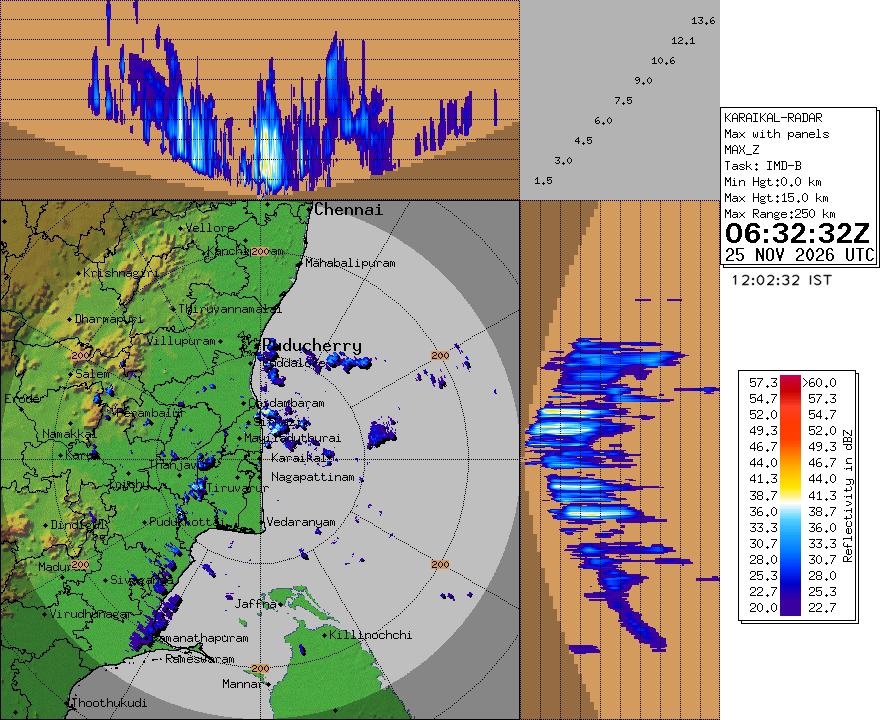 13.6
12.1
10.6
9.0
7.5
6.0
4.5
3.0
1.5
KARAIKAL-RADAR
Max with panels
MAX_Z
Task: IMD-B
Min Hgt:0.0 km
Max Hgt:15.0 km
Max Range:250 km
06:32:32Z
25 NOV 2026 UTC
12:02:32 IST
57.3 >60.0
54.7 57.3
52.0 54.7
49.3 52.0
46.7 49.3
44.0 46.7
41.3 44.0
38.7 41.3
36.0 38.7
33.3 36.0
30.7 33.3
28.0 30.7
25.3 28.0
22.7 25.3
20.0 22.7
Reflectivity in dBZ
Chennai
Vellore
200
Mahabalipuram
Krishnagiri
Thiruvannamalai
Dharmapuri
Villupuram
Puducherry
200
200
Salem
Erode
Perambalur
Chidambaram
Namakkal
Mayiladuthurai
Karur
Karaikal
Nagapattinam
Tiruvarur
Pudukkottai
Vedaranyam
Dindigul
200
200
Madurai
Sivaganga
Jaffna
Virudhunagar
Killinochchi
Ramanathapuram
Rameswaram
200
Mannar
Thoothukudi